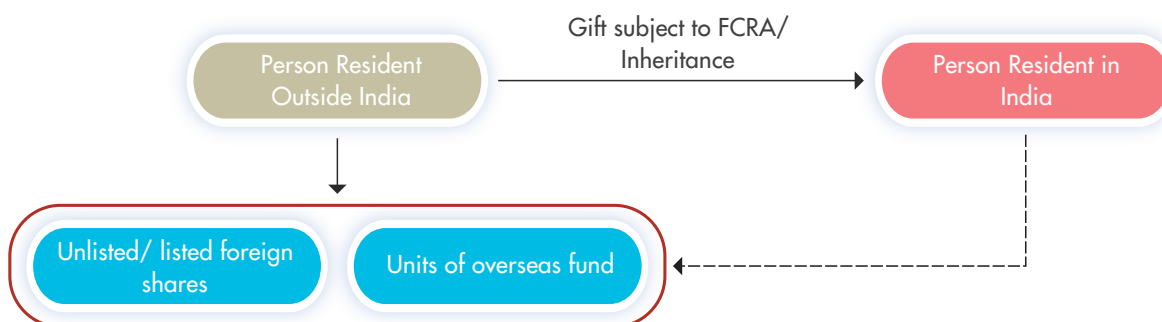 Gift subject to FCRA/
Inheritance
Person Resident
Outside India
Person Resident in
India
Unlisted/ listed foreign
shares
Units of overseas fund